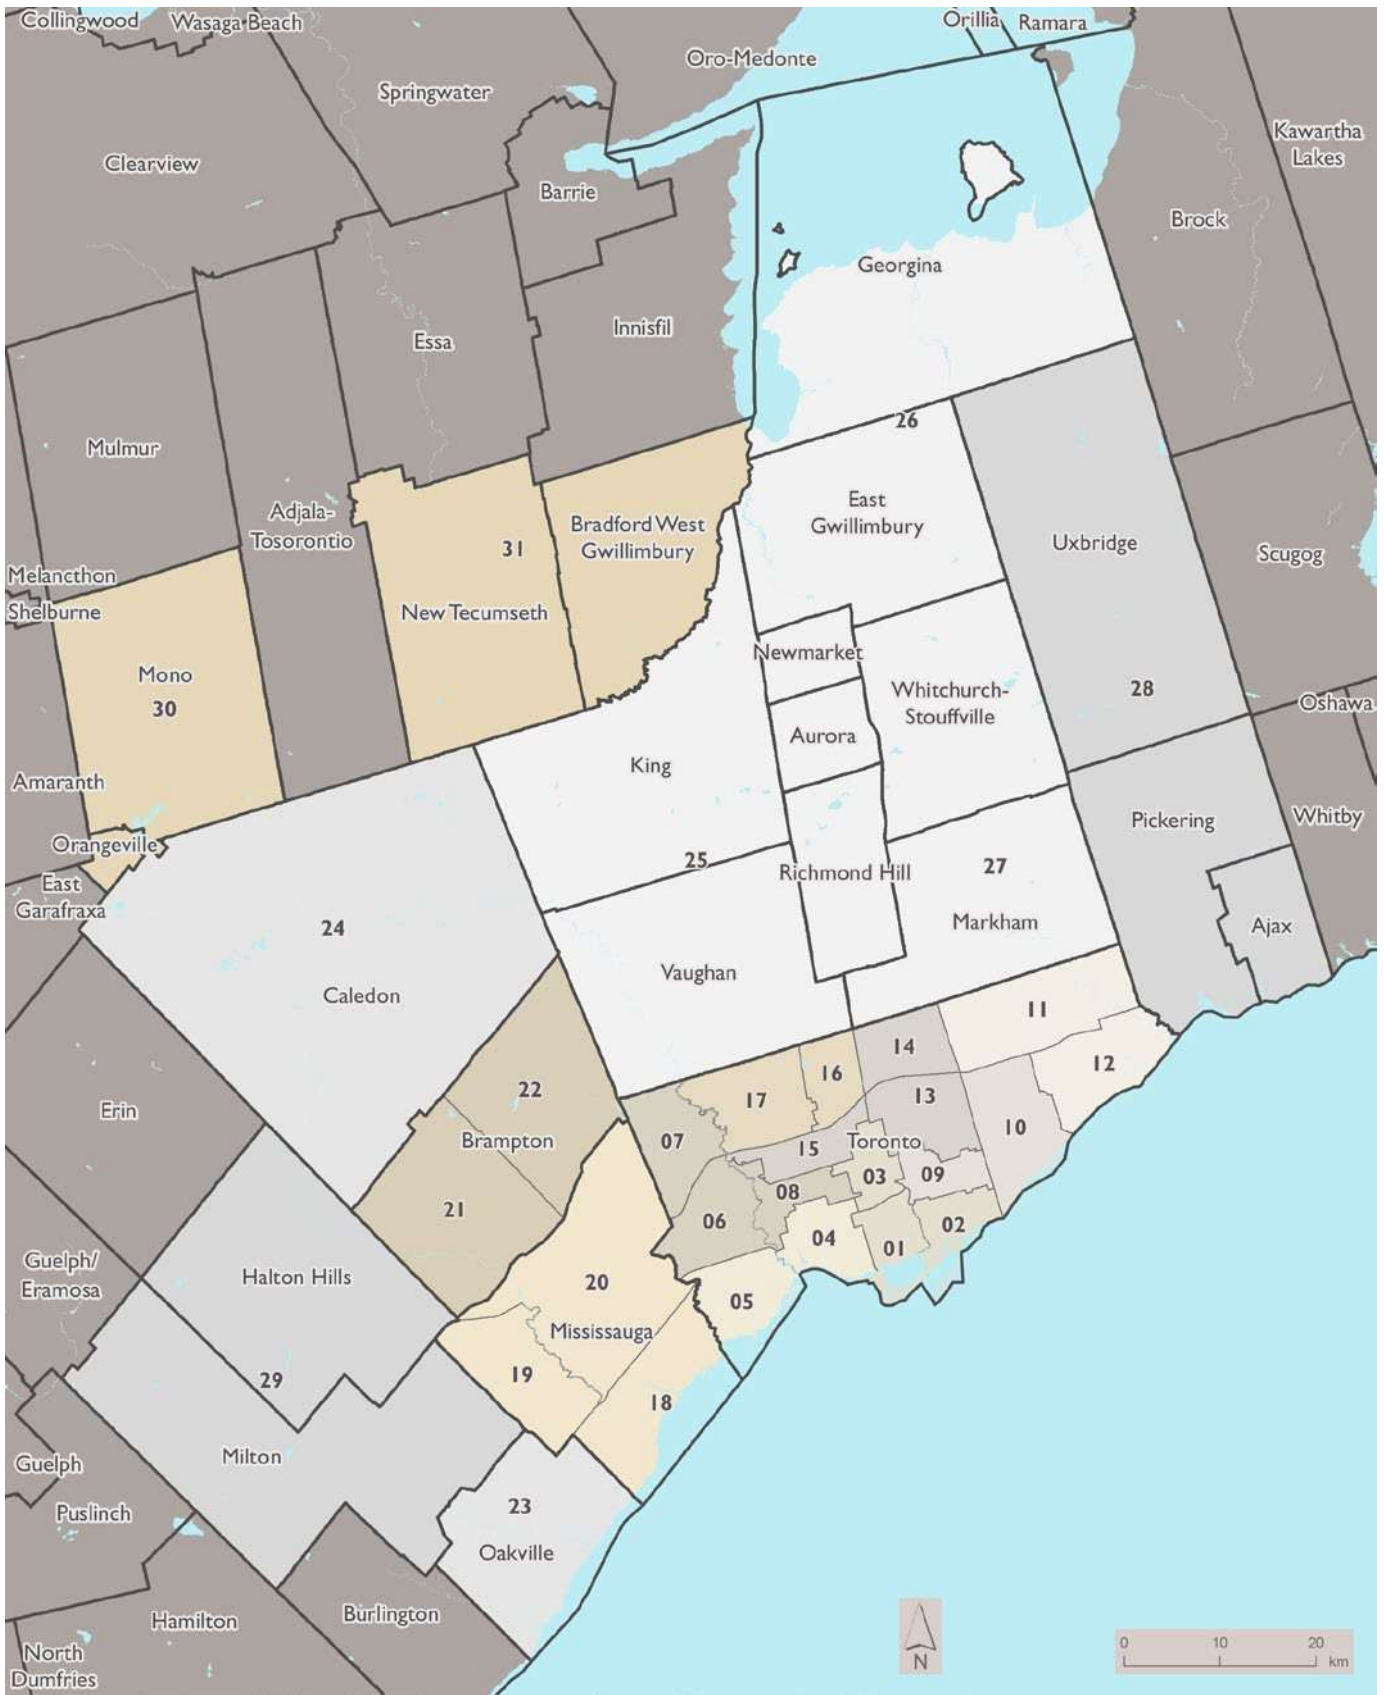 Collingwood
Wasaga Beach
Orillia
Ramara
Oro-Medonte
Springwater
Kawartha
Lakes
Clearview
Barrie
Brock
Georgina
Innisfil
Essa
26
Mulmur
East
Gwillimbury
Adjala-
Tosorontio
Bradford West
Gwillimbury
31
Uxbridge
Scugog
Melancthon
Shelburne
New Tecumseth
Newmarket
Mono
30
Whitchurch-
Stouffville
28
Oshawa
Aurora
King
Amaranth
Pickering
Whitby
Orangeville
25
Richmond Hill
27
East
Garafraxa
24
Markham
Ajax
Vaughan
Caledon
11
14
12
16
22
13
17
Erin
10
07
Brampton
15
Toronto
03
09
08
21
06
02
04
01
Guelph/
Eramosa
Halton Hills
20
05
Mississauga
19
29
18
Milton
Guelph
23
Puslinch
Oakville
Burlington
Hamilton
North
Dumfries
N
0 10 20
km